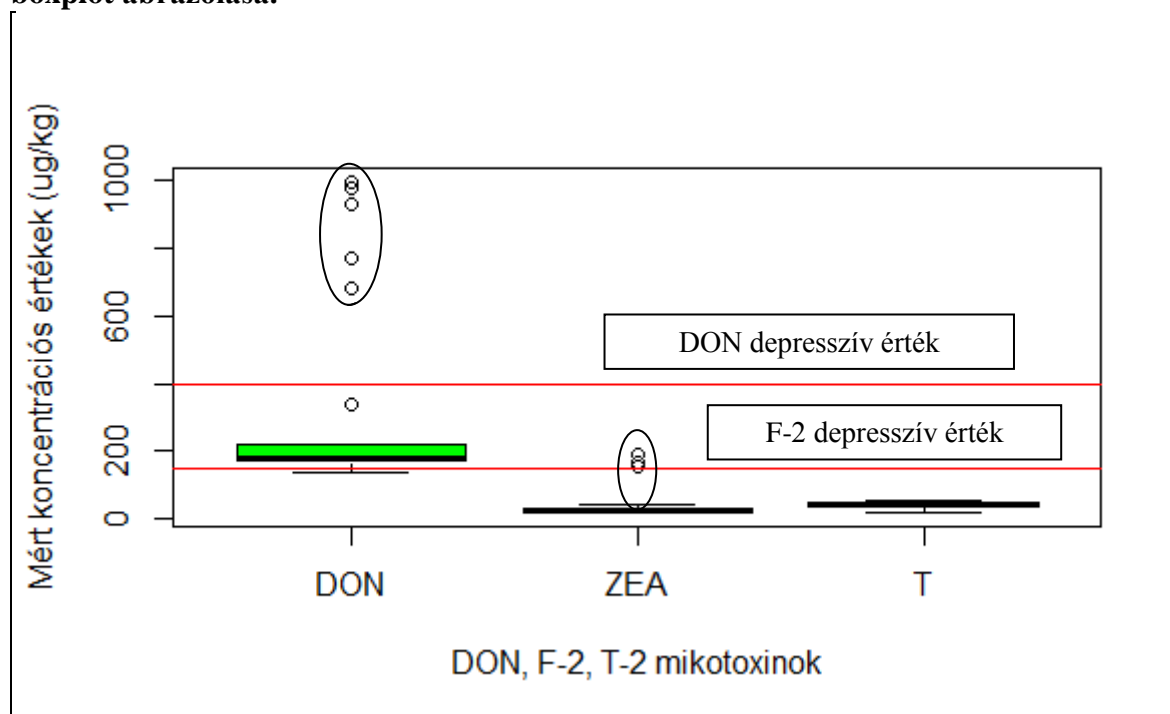 boxplot ábrázolása.
Mért koncentrációs értékek (ug/kg)
1000
600
200
0
DON depresszív érték
F-2 depresszív érték
DON
ZEA
T
DON, F-2, T-2 mikotoxinok